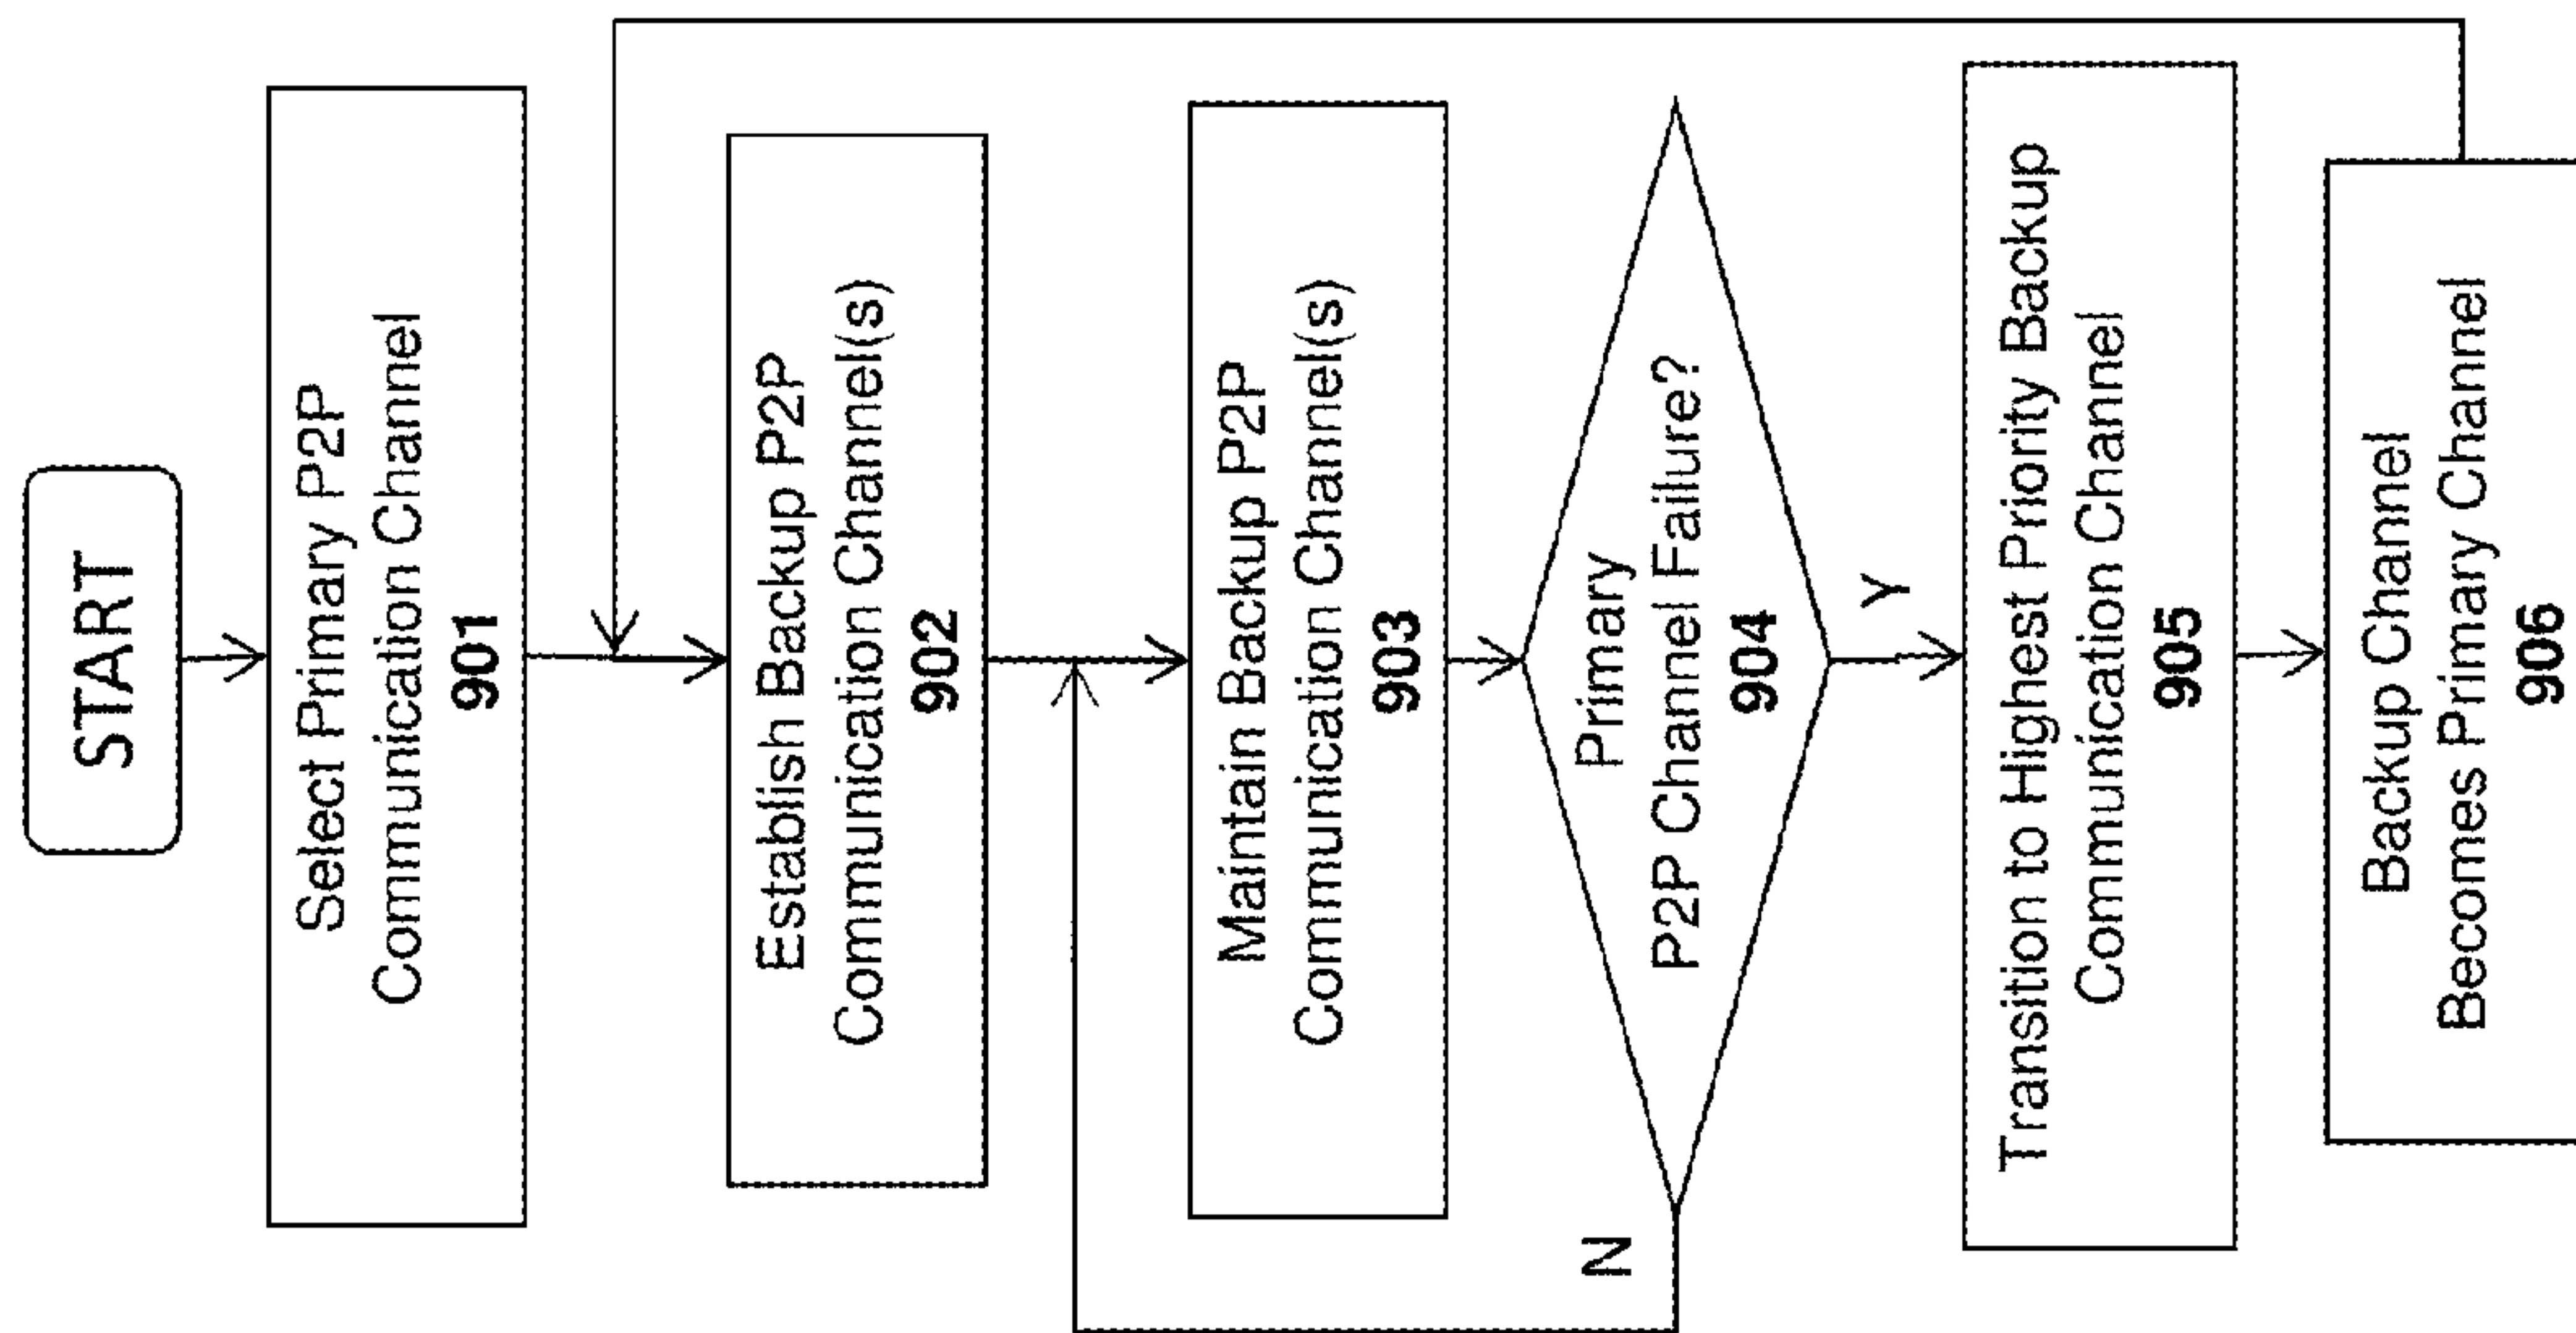 START
Select Primary P2P
Communication Channel
901
Establish Backup P2P
Communication Channel(s)
902
Maintain Backup P2P
Communication Channel(s)
903
Primary
P2P Channel Failure?
904
N
Y
Transition to Highest Priority Backup
Communication Channel
905
Backup Channel
Becomes Primary Channel
906